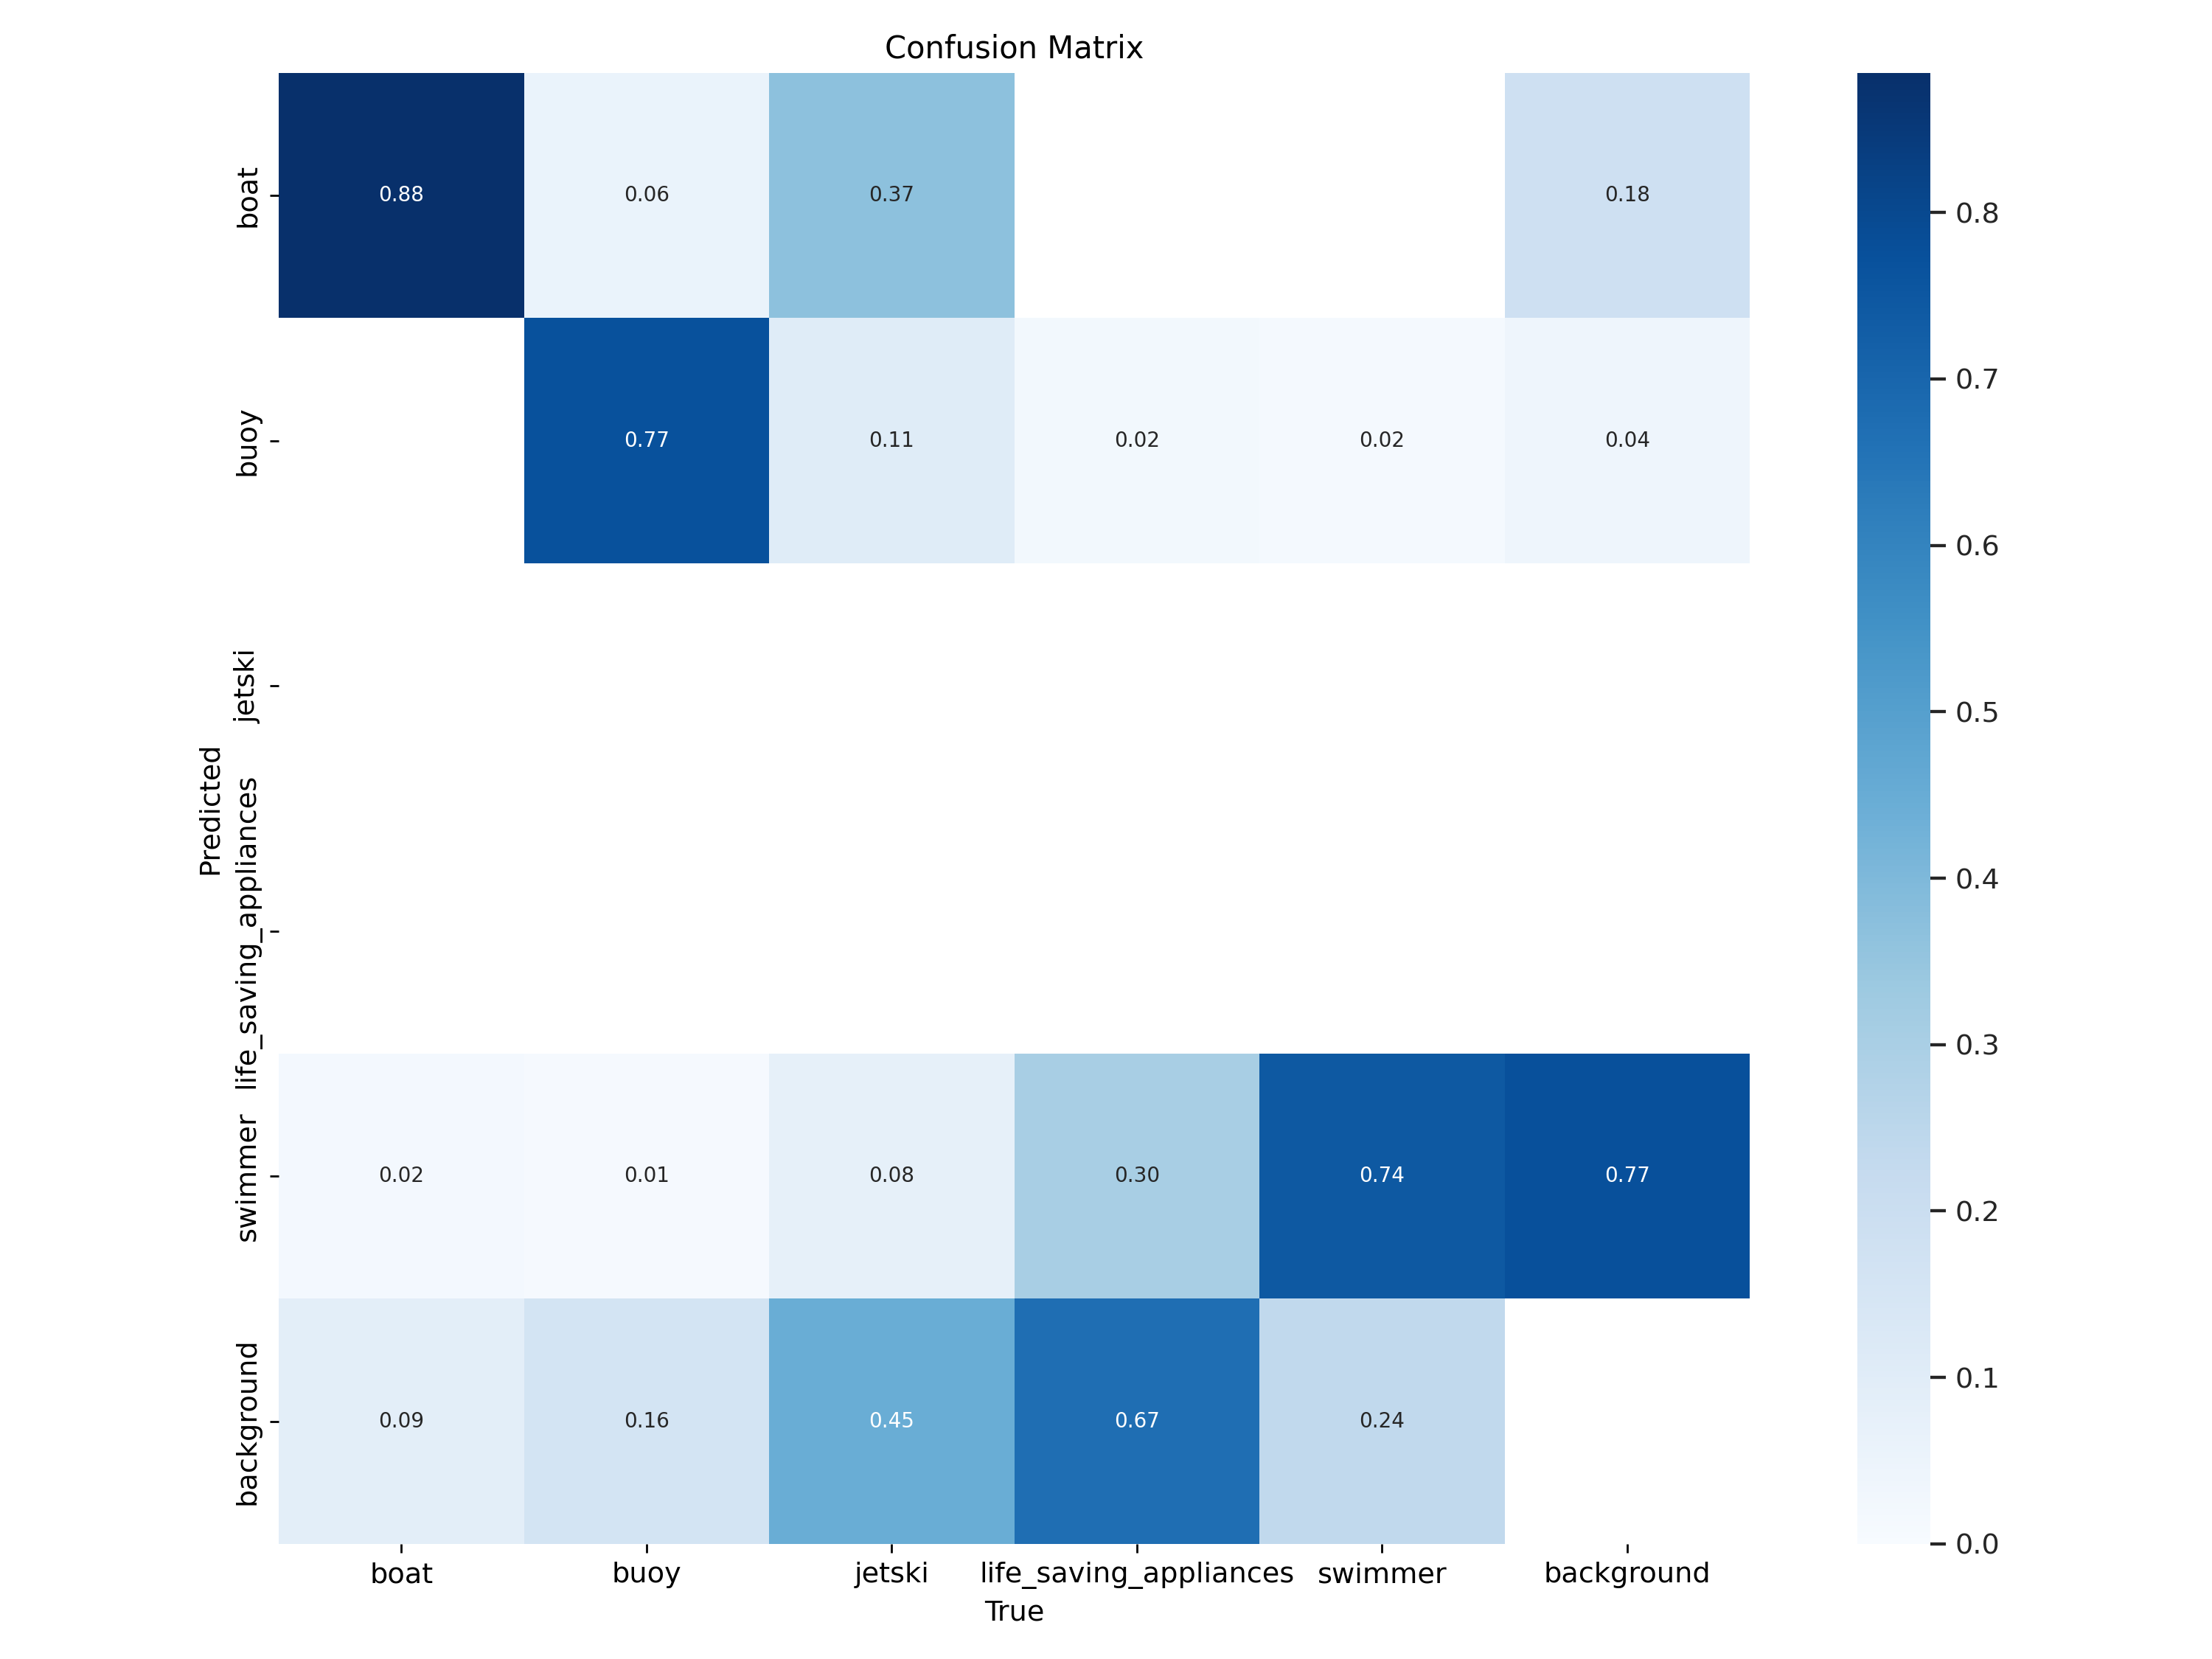 Confusion Matrix
boat
0.88
0.06
0.37
0.18
buoy
0.77
0.11
0.02
0.02
0.04
jetski
life_saving_appliances
swimmer
0.02
0.01
0.08
0.30
0.74
0.77
background
0.09
0.16
0.45
0.67
0.24
Predicted
boat
buoy
jetski
life_saving_appliances
swimmer
background
True
0.8
0.7
0.6
0.5
0.4
0.3
0.2
0.1
0.0